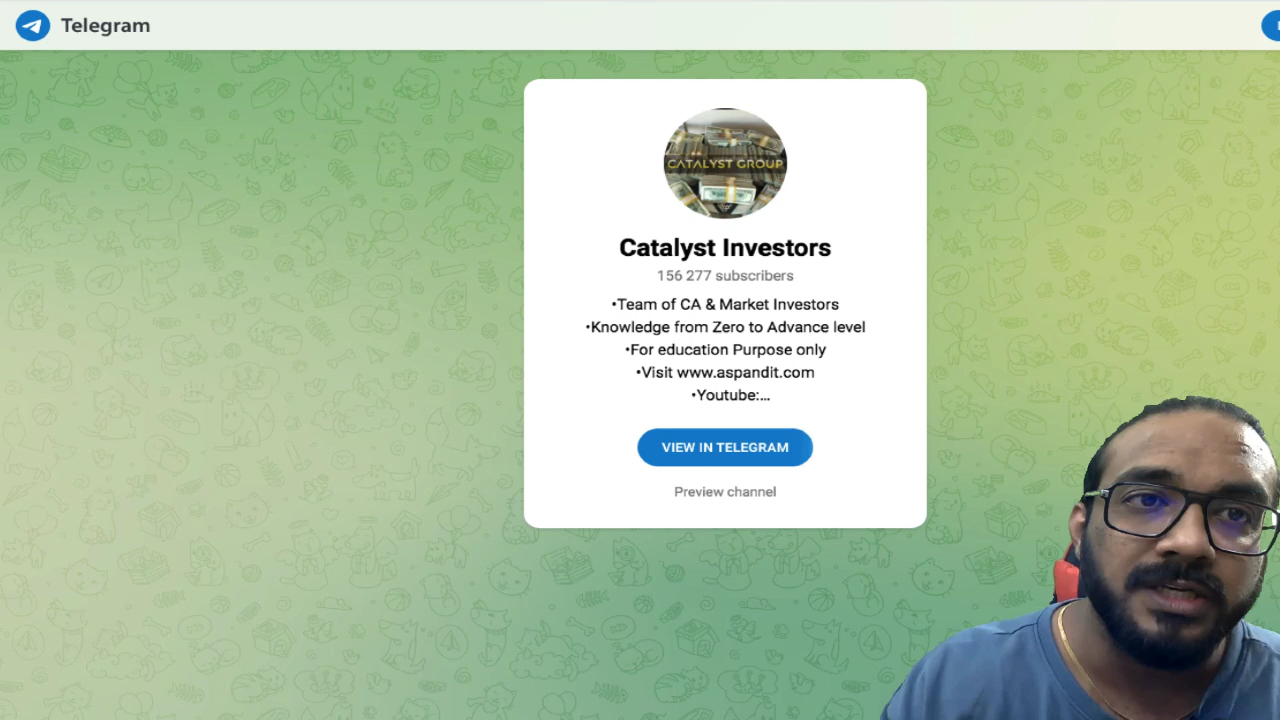 Telegram
CATALYST GROUP
Catalyst Investors
156 277 subscribers
•Team of CA & Market Investors
•Knowledge from Zero to Advance level
•For education Purpose only
•Visit www.aspandit.com
•Youtube:...
VIEW IN TELEGRAM
Preview channel